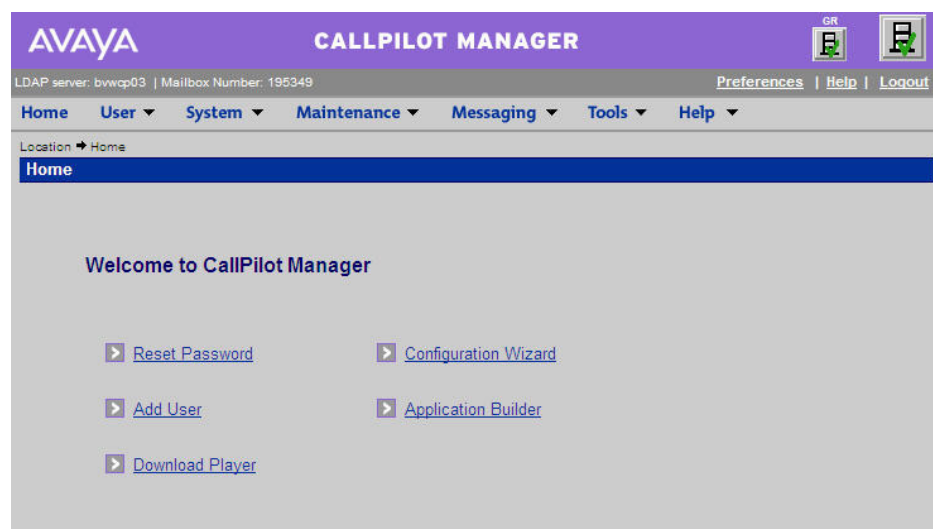 AVAYA CALLPILOT MANAGER GR
LDAP server: bvwcp03 | Mailbox Number: 195349 Preferences | Help | Logout
Home User System Maintenance Messaging Tools Help
Location Home
Home
Welcome to CallPilot Manager
Reset Password Configuration Wizard
Add User Application Builder
Download Player